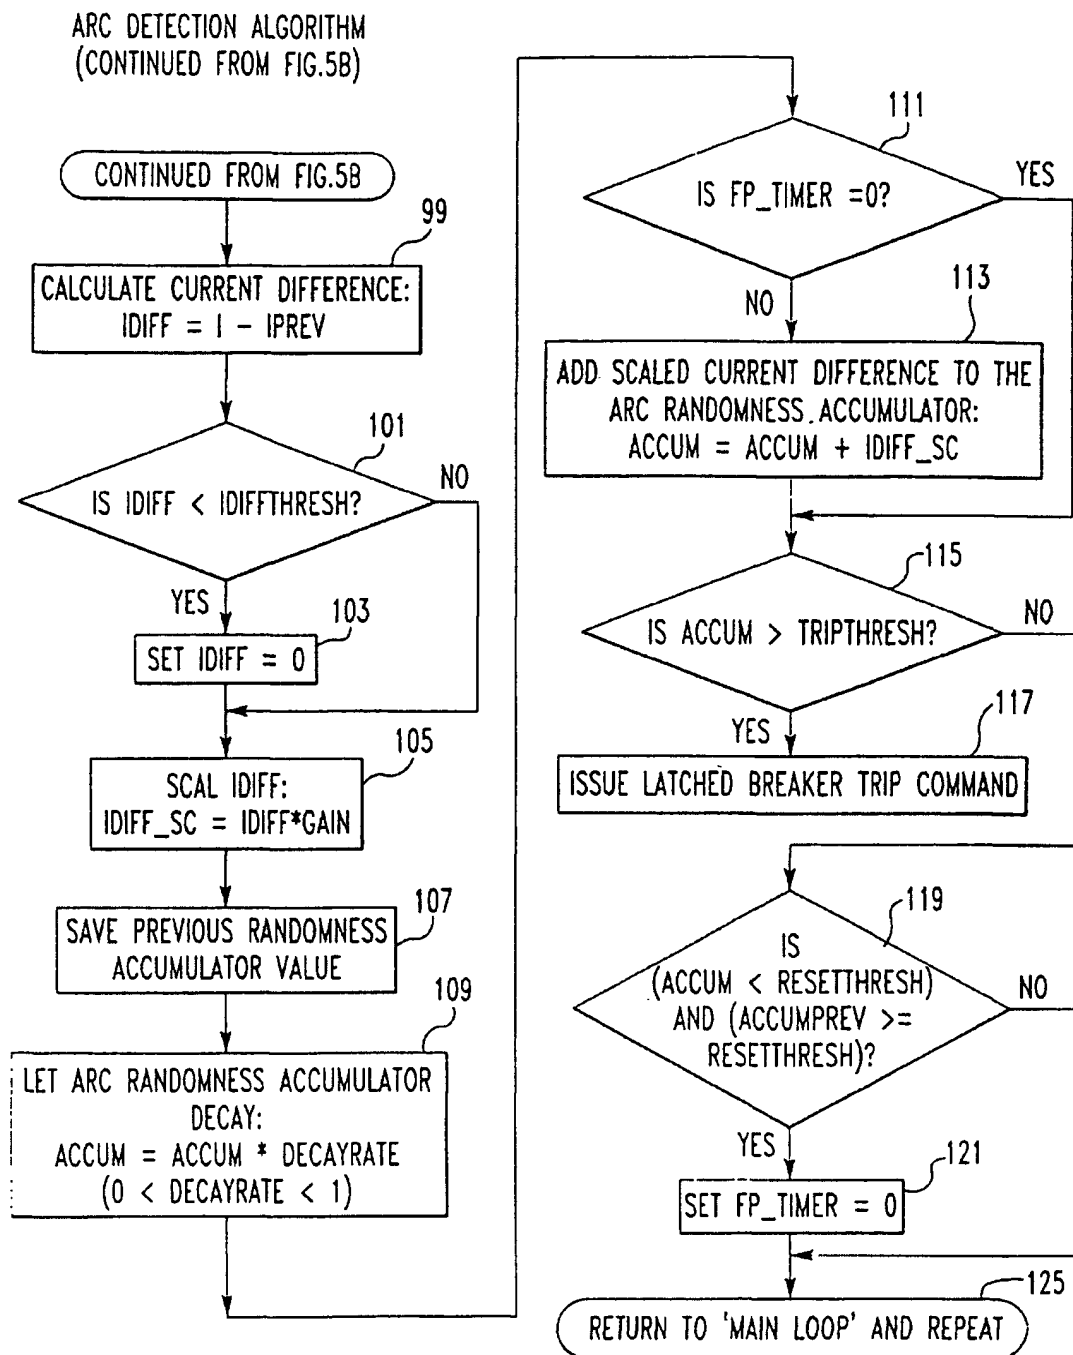 ARC DETECTION ALGORITHM
(CONTINUED FROM FIG.5B)
CONTINUED FROM FIG.5B
99
CALCULATE CURRENT DIFFERENCE:
IDIFF = I - IPREV
101
IS IDIFF < IDIFFTHRESH?
NO
YES
103
SET IDIFF = 0
105
SCAL IDIFF:
IDIFF_SC = IDIFF*GAIN
107
SAVE PREVIOUS RANDOMNESS
ACCUMULATOR VALUE
109
LET ARC RANDOMNESS ACCUMULATOR
DECAY:
ACCUM = ACCUM * DECAYRATE
(0 < DECAYRATE < 1)
111
IS FP_TIMER =0?
YES
NO
113
ADD SCALED CURRENT DIFFERENCE TO THE
ARC RANDOMNESS ACCUMULATOR:
ACCUM = ACCUM + IDIFF_SC
115
IS ACCUM > TRIPTHRESH?
NO
YES
117
ISSUE LATCHED BREAKER TRIP COMMAND
119
IS
(ACCUM < RESETTHRESH)
AND (ACCUMPREV >=
RESETTHRESH)?
NO
YES
121
SET FP_TIMER = 0
125
RETURN TO 'MAIN LOOP' AND REPEAT